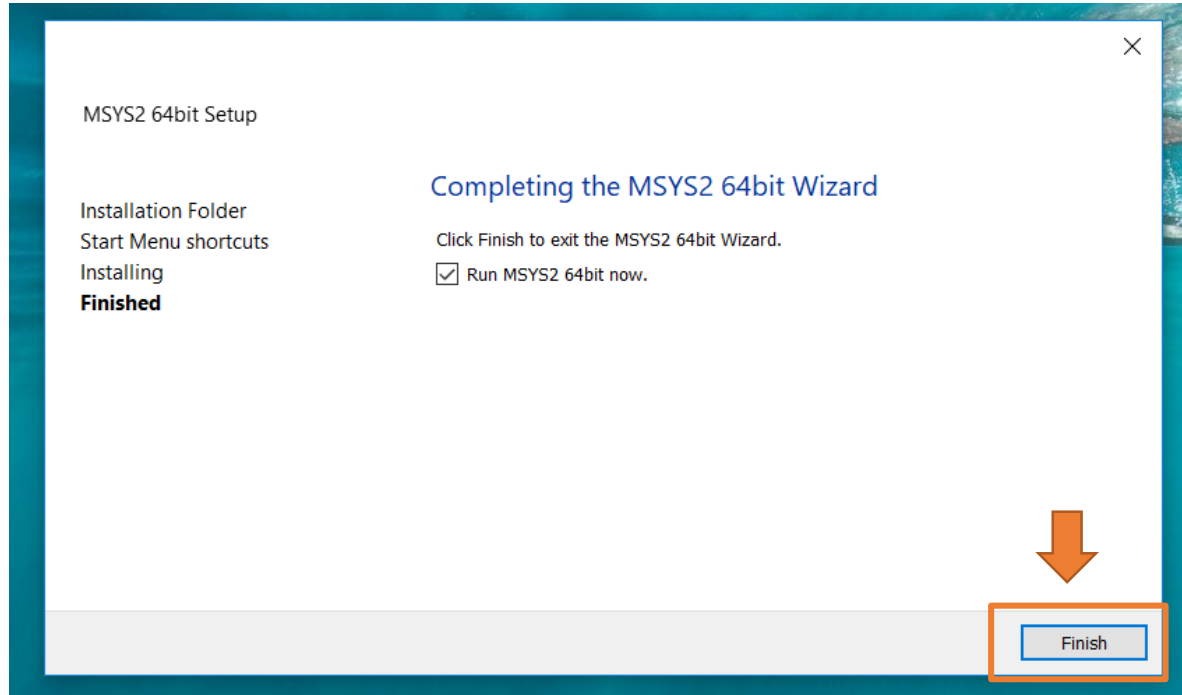 MSYS2 64bit Setup
Installation Folder
Start Menu shortcuts
Installing
Finished
Completing the MSYS2 64bit Wizard
Click Finish to exit the MSYS2 64bit Wizard.
Run MSYS2 64bit now.
Finish